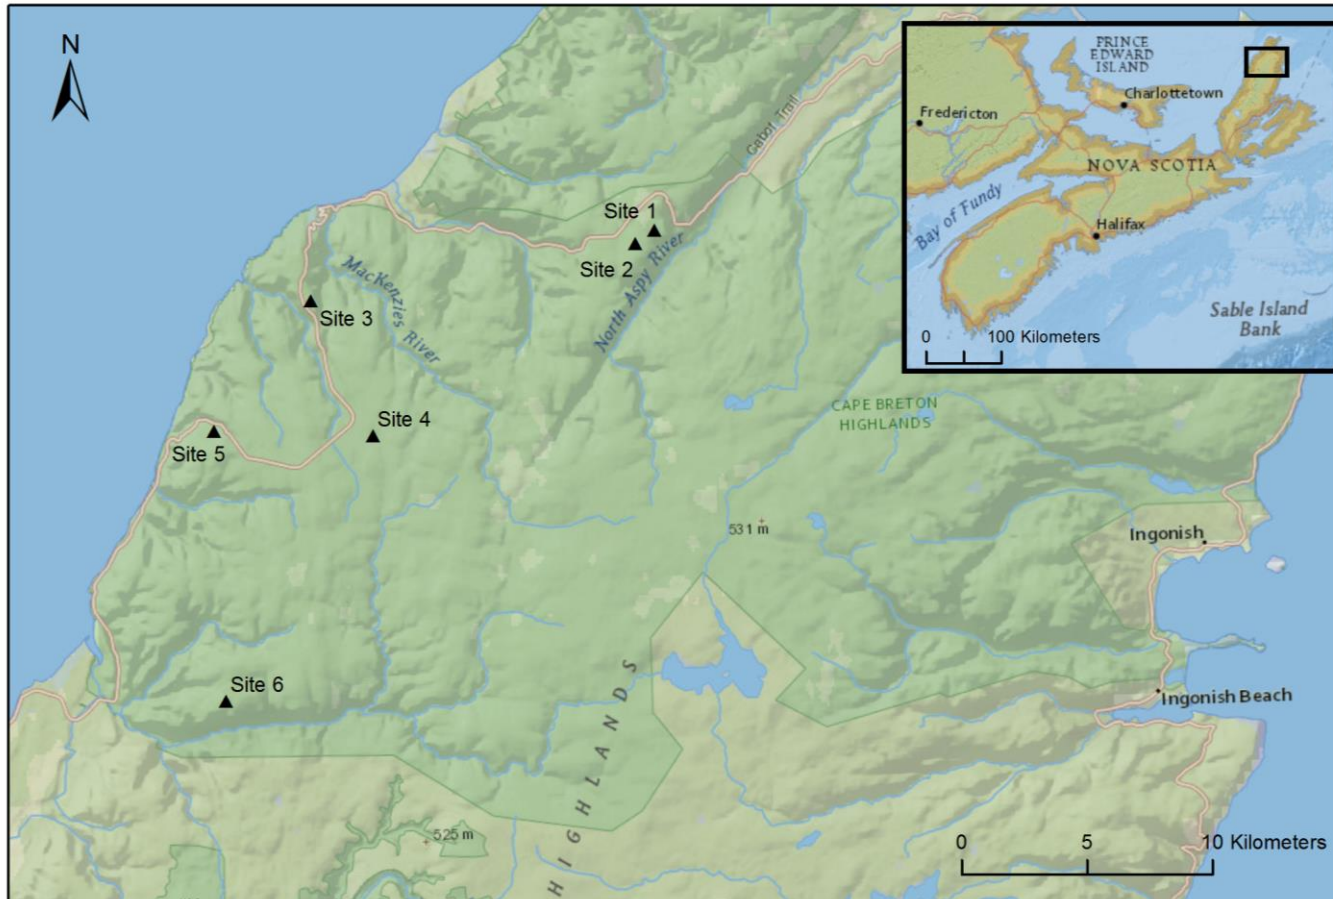 N
PRINCE
EDWARD
ISLAND
Charlottetown
Fredericton
NOVA SCOTIA
Bay of Fundy
Halifax
Sable Island
Bank
0 100 Kilometers
Cabot Trail
Site 1
Site 2
North Aspy River
MacKenzies River
Site 3
Site 4
Site 5
CAPE BRETON
HIGHLANDS
531 m
Ingonish
Site 6
Ingonish Beach
HIGHLANDS
525 m
0 5 10 Kilometers